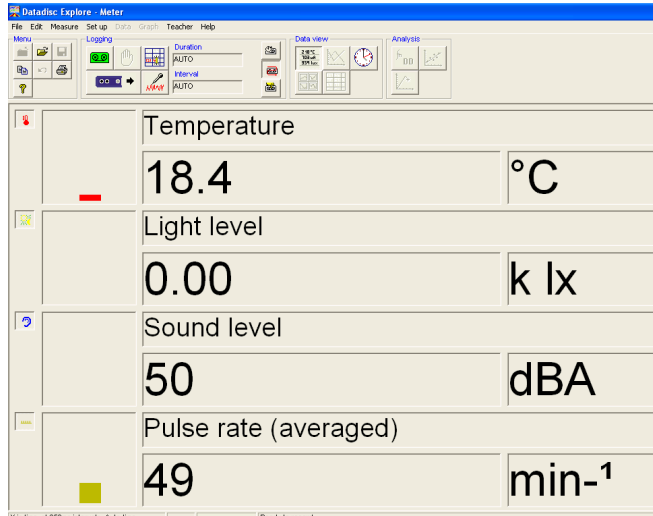 Datadisc Explore - Meter
File Edit Measure Set up Data Graph Teacher Help
Menu Logging Data view Analysis
Duration
AUTO
Interval
AUTO
Temperature
18.4 °C
Light level
0.00 k lx
Sound level
50 dBA
Pulse rate (averaged)
49 min-¹